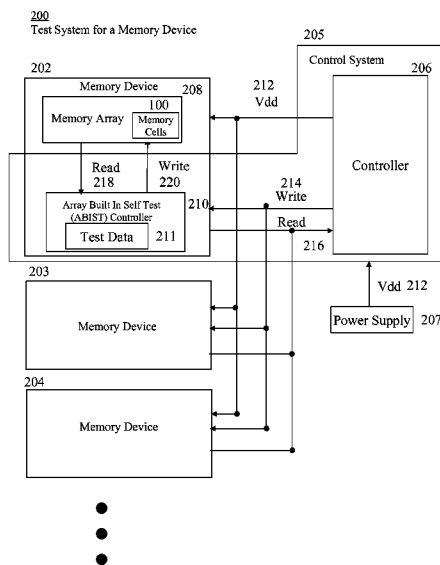 200
Test System for a Memory Device
205
Control System
202
Memory Device
208
206
212
Vdd
100
Memory Array
Memory Cells
Controller
Read
218
Write
220
214
Write
210
Array Built In Self Test
(ABIST) Controller
Test Data
211
Read
216
203
Memory Device
Vdd 212
Power Supply
207
204
Memory Device